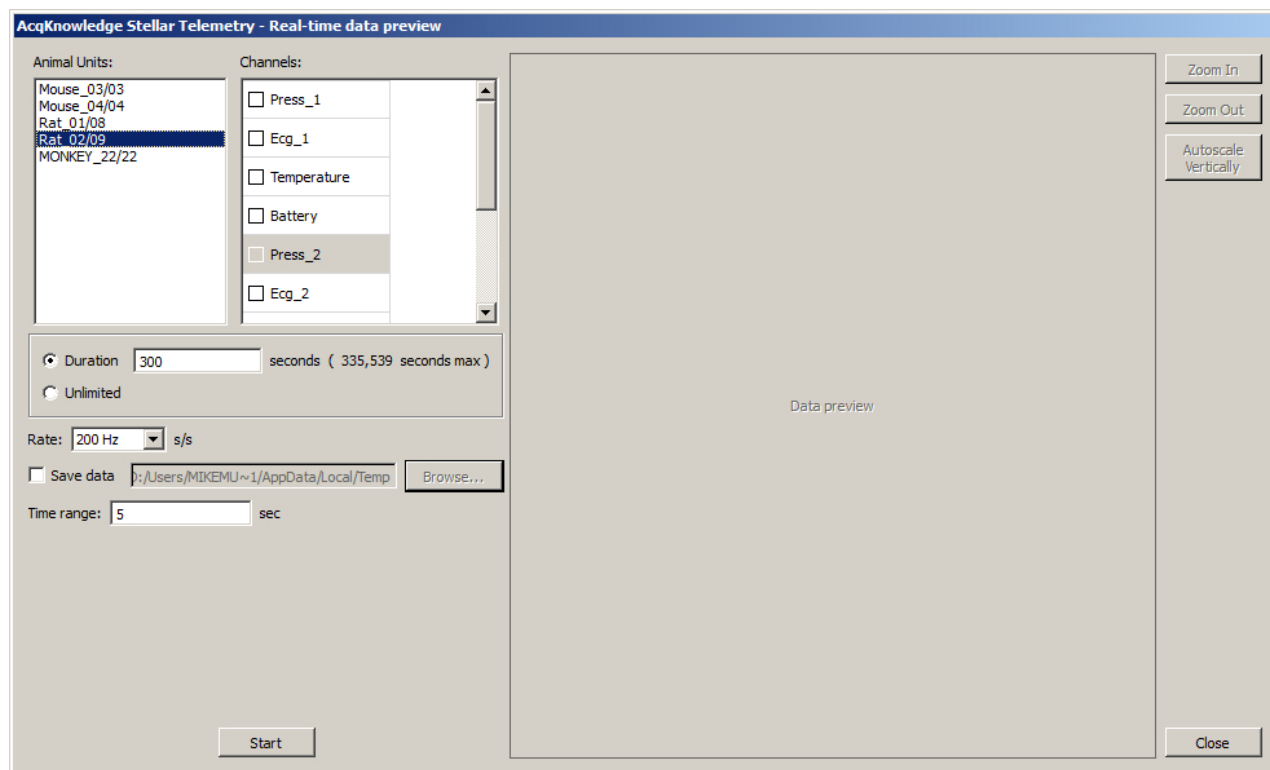 AcqKnowledge Stellar Telemetry - Real-time data preview
Animal Units:
Channels:
Mouse_03/03
Mouse_04/04
Rat_01/08
Rat_02/09
MONKEY_22/22
Press_1
Ecg_1
Temperature
Battery
Press_2
Ecg_2
Duration 300 seconds ( 335,539 seconds max )
Unlimited
Rate: 200 Hz s/s
Save data D:/Users/MIKEMU~1/AppData/Local/Temp Browse...
Time range: 5 sec
Start
Data preview
Zoom In
Zoom Out
Autoscale
Vertically
Close